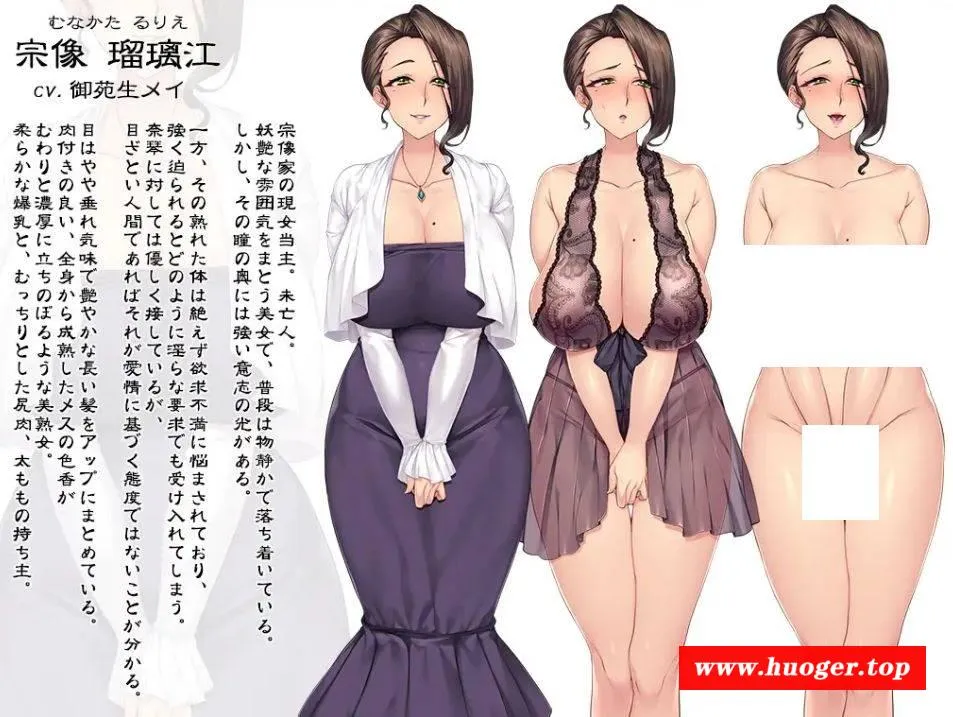 むなかた るりえ
宗像 瑠璃江
cv. 御苑生メイ
宗像家の現女当主。未亡人。
妖艶な雰囲気をまとう美女で、普段は物静かで落ち着いている。
しかし、その瞳の奥には強い意志の光がある。
一方、その熟れた体は絶えず欲求不満に悩まされており、
強く迫られるとどのように淫らな要求でも受け入れてしまう。
奈琴に対しては優しく接しているが、
目ざとい人間であればそれが愛情に基づく態度ではないことが分かる。
目はやや垂れ気味で艶やかな長い髪をアップにまとめている。
肉付きの良い、全身から成熟したメスの色香が
むわりと濃厚に立ちのぼるような美熟女。
柔らかな爆乳と、むっちりとした尻肉、太ももの持ち主。
www.huoger.top